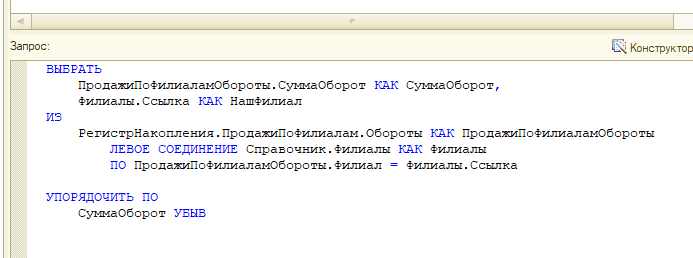 Запрос:
Конструктор
ВЫБРАТЬ
ПродажиПоФилиаламОбороты.СуммаОборот КАК СуммаОборот,
Филиалы.Ссылка КАК НашФилиал
ИЗ
РегистрНакопления.ПродажиПоФилиалам.Обороты КАК ПродажиПоФилиаламОбороты
ЛЕВОЕ СОЕДИНЕНИЕ Справочник.Филиалы КАК Филиалы
ПО ПродажиПоФилиаламОбороты.Филиал = Филиалы.Ссылка
УПОРЯДОЧИТЬ ПО
СуммаОборот УБЫВ